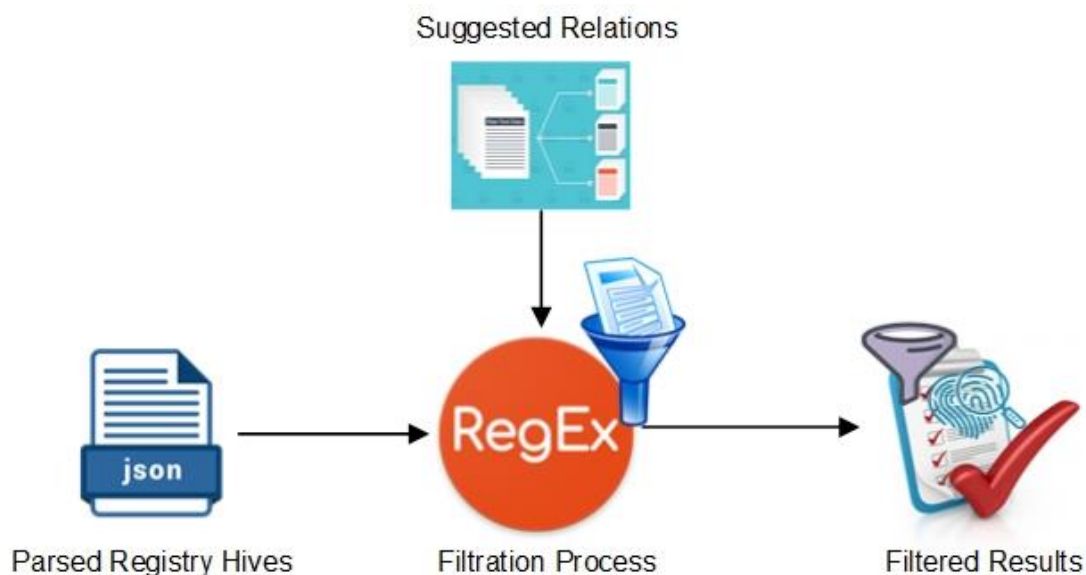 Suggested Relations
RegEx
json
Parsed Registry Hives
Filtration Process
Filtered Results